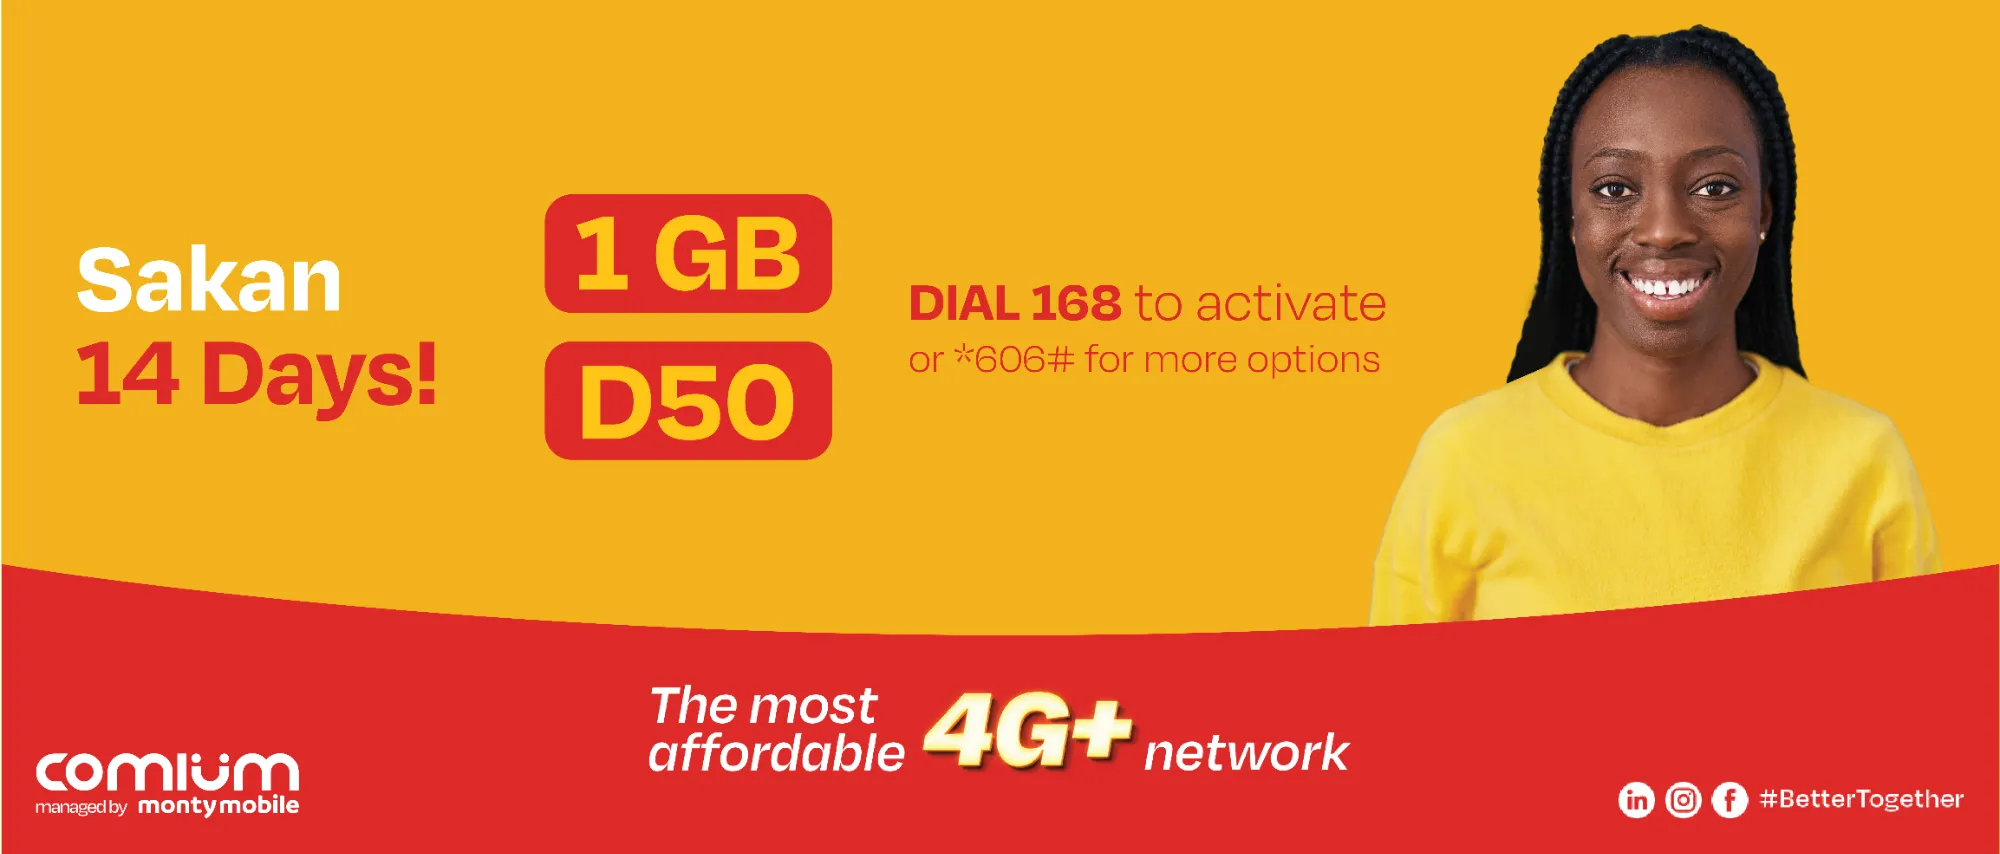 Sakan
14 Days!
1 GB
D50
DIAL 168 to activate
or *606# for more options
The most
affordable 4G+ network
comium
managed by montymobile
#BetterTogether